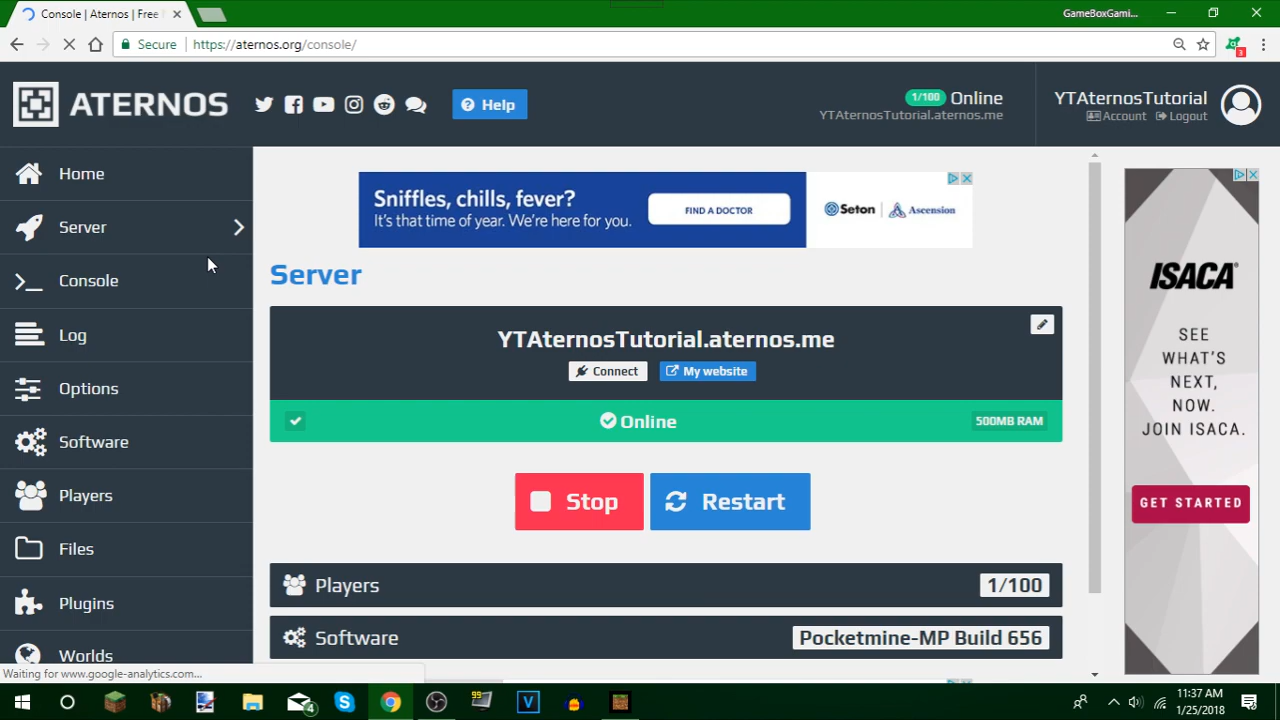 Console | Aternos | Free
GameBoxGami...
Secure
https://aternos.org/console/
3
ATERNOS
Help
1/100 Online
YTAternosTutorial.aternos.me
YTAternosTutorial
Account Logout
Home
Server
Console
Log
Options
Software
Players
Files
Plugins
Worlds
Sniffles, chills, fever?
It's that time of year. We're here for you.
FIND A DOCTOR
Seton | Ascension
Server
YTAternosTutorial.aternos.me
Connect
My website
Online
500MB RAM
Stop
Restart
Players
1/100
Software
Pocketmine-MP Build 656
ISACA®
SEE
WHAT'S
NEXT,
NOW.
JOIN ISACA.
GET STARTED
Waiting for www.google-analytics.com...
4
99
V
11:37 AM
1/25/2018